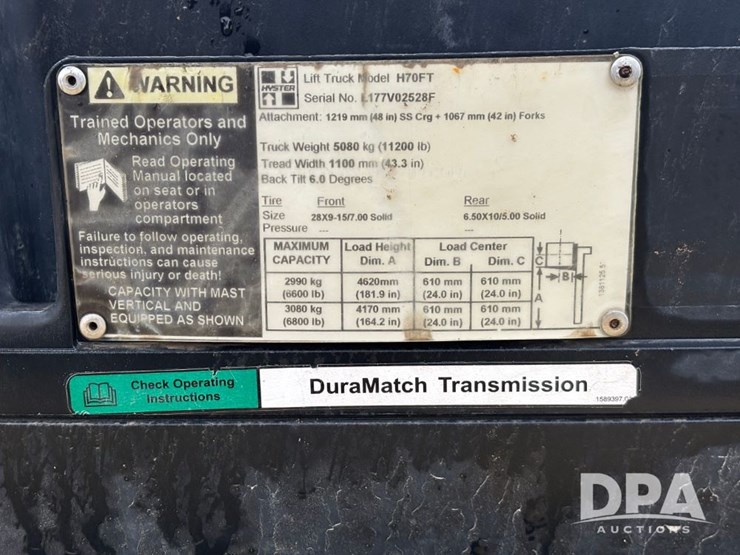 WARNING
Trained Operators and
Mechanics Only
Read Operating
Manual located
on seat or in
operators
compartment
Failure to follow operating,
inspection, and maintenance
instructions can cause
serious injury or death!
CAPACITY WITH MAST
VERTICAL AND
EQUIPPED AS SHOWN
HYSTER
Lift Truck Model H70FT
Serial No. L177V02528F
Attachment: 1219 mm (48 in) SS Crg + 1067 mm (42 in) Forks
Truck Weight 5080 kg (11200 lb)
Tread Width 1100 mm (43.3 in)
Back Tilt 6.0 Degrees
Tire Front Rear
Size 28X9-15/7.00 Solid 6.50X10/5.00 Solid
Pressure --- ---
MAXIMUM CAPACITY Load Height Dim. A Load Center Dim. B Dim. C
2990 kg (6600 lb) 4620mm (181.9 in) 610 mm (24.0 in) 610 mm (24.0 in)
3080 kg (6800 lb) 4170 mm (164.2 in) 610 mm (24.0 in) 610 mm (24.0 in)
C
B
A
Check Operating
Instructions
DuraMatch Transmission
DPA
AUCTIONS